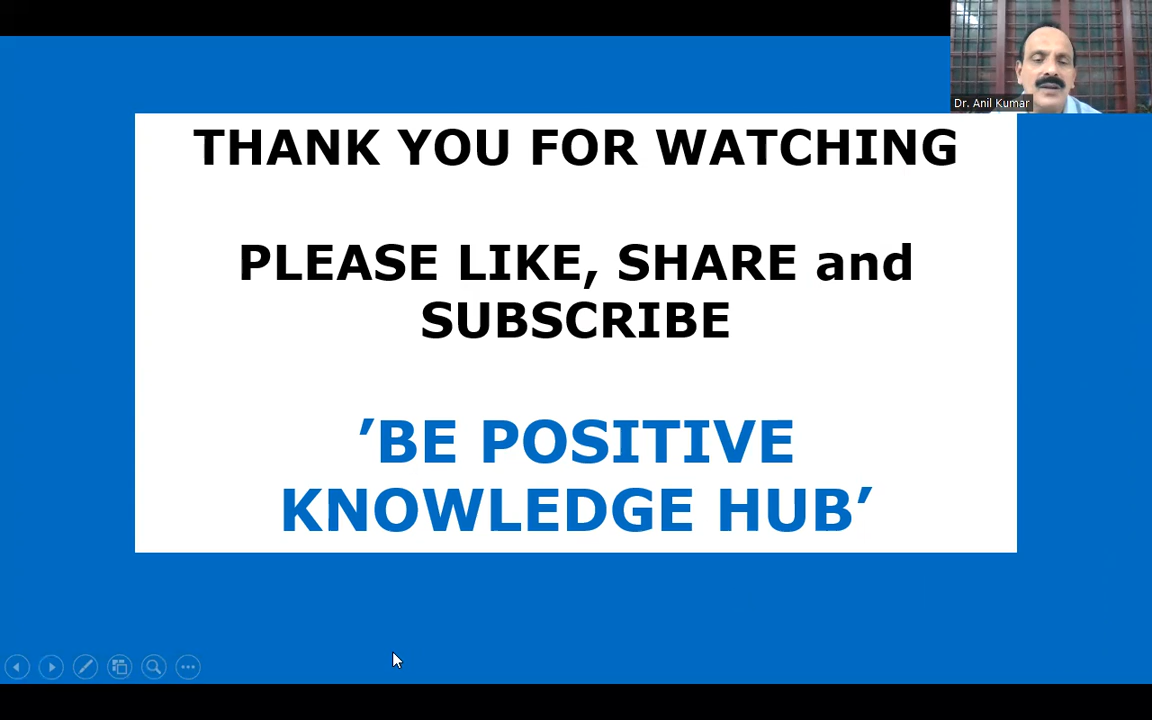 Dr. Anil Kumar
THANK YOU FOR WATCHING
PLEASE LIKE, SHARE and
SUBSCRIBE
’BE POSITIVE
KNOWLEDGE HUB’